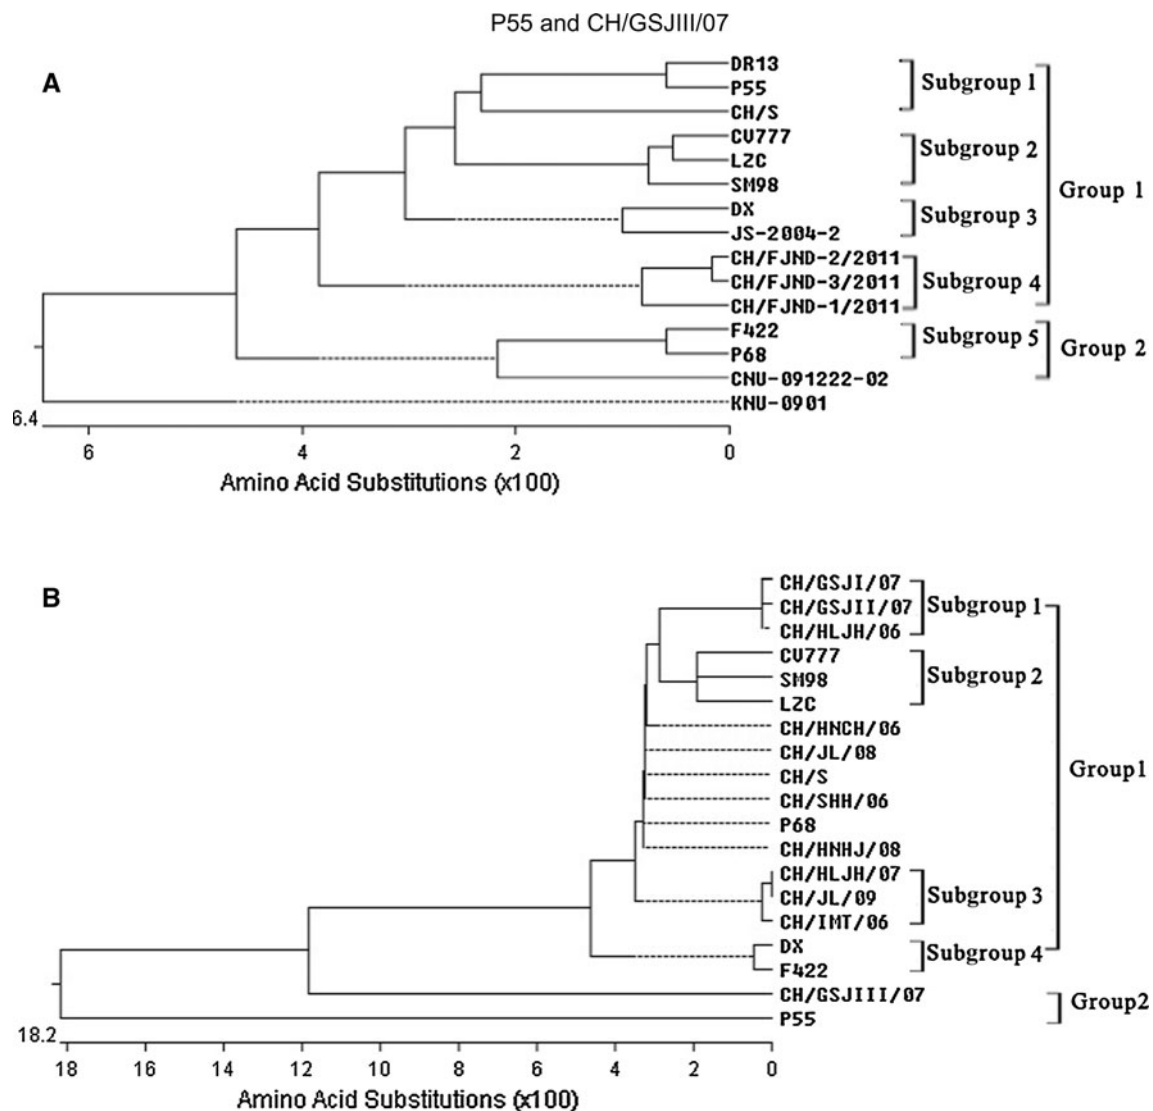 P55 and CH/GSJIII/07
A
DR13
P55
CH/S
Subgroup 1
CV777
LZC
SM98
Subgroup 2
DX
JS-2004-2
Subgroup 3
CH/FJND-2/2011
CH/FJND-3/2011
CH/FJND-1/2011
Subgroup 4
Group 1
F422
P68
Subgroup 5
CNU-091222-02
Group 2
KNU-0901
6.4
6 4 2 0
Amino Acid Substitutions (x100)
B
CH/GSJI/07
CH/GSJII/07
CH/HLJH/06
Subgroup 1
CV777
SM98
LZC
Subgroup 2
CH/HNCH/06
CH/JL/08
CH/S
CH/SHH/06
P68
CH/HNHJ/08
CH/HLJH/07
CH/JL/09
CH/IMT/06
Subgroup 3
DX
F422
Subgroup 4
Group1
CH/GSJIII/07
P55
Group2
18.2
18 16 14 12 10 8 6 4 2 0
Amino Acid Substitutions (x100)